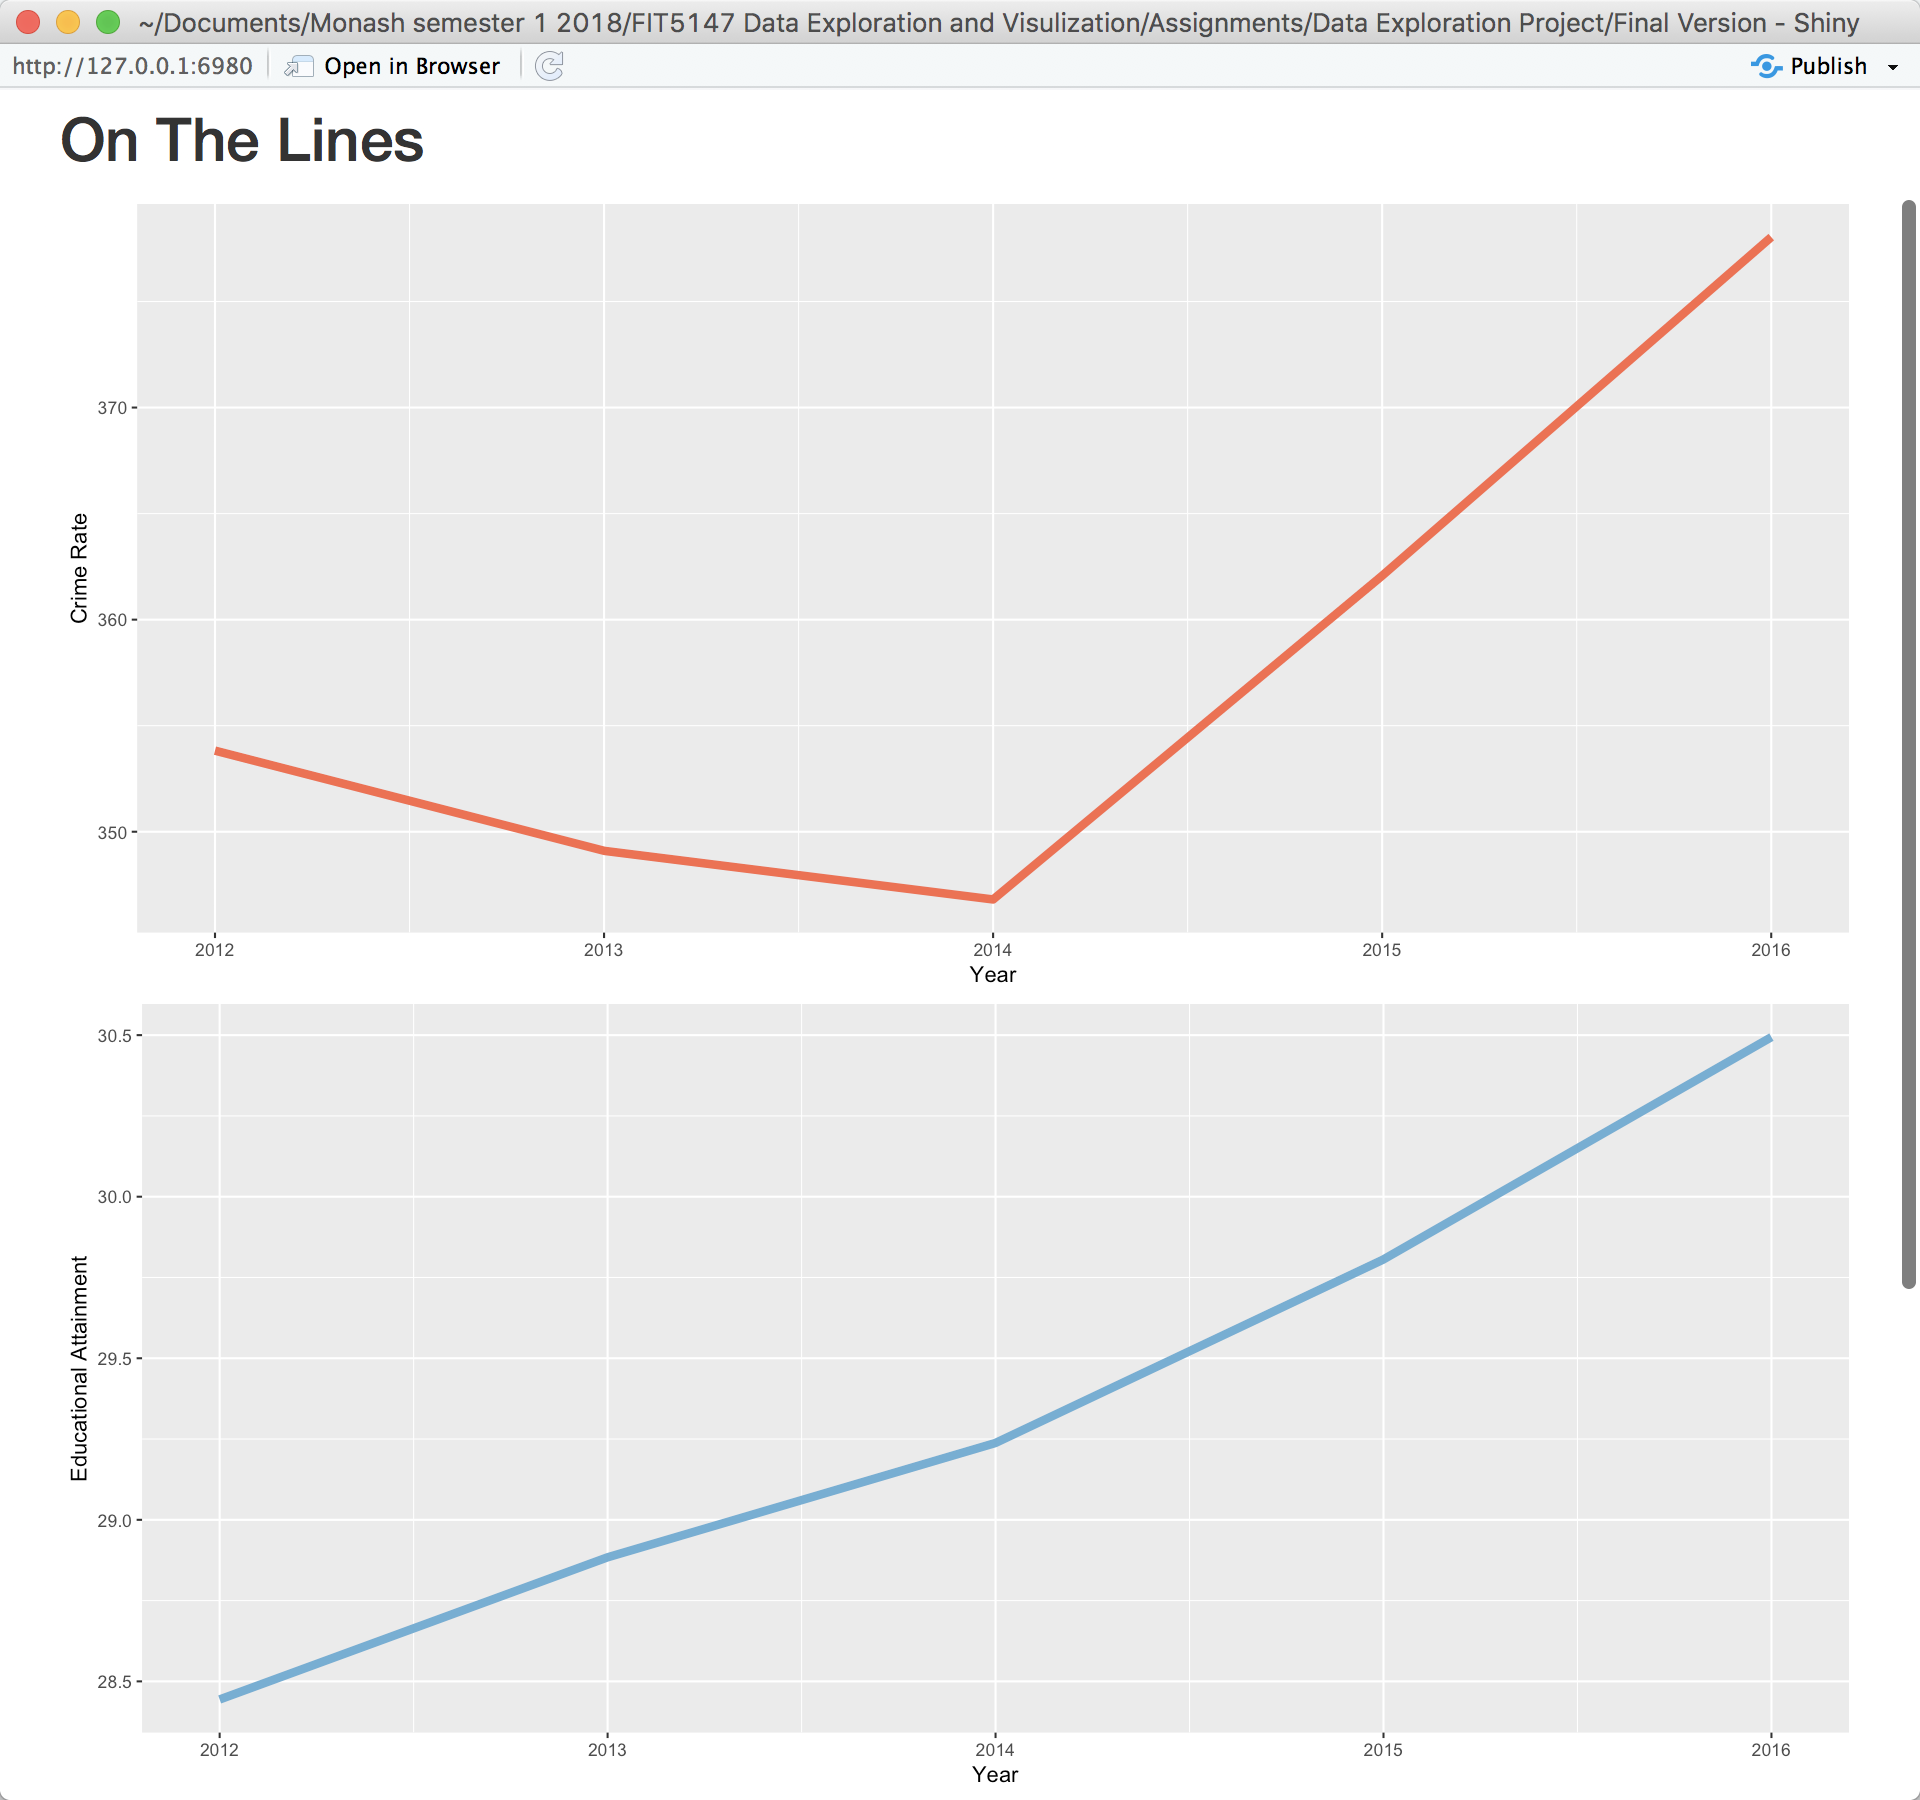 ~/Documents/Monash semester 1 2018/FIT5147 Data Exploration and Visulization/Assignments/Data Exploration Project/Final Version - Shiny
http://127.0.0.1:6980 Open in Browser Publish
On The Lines
370
360
350
Crime Rate
2012 2013 2014 2015 2016
Year
30.5
30.0
29.5
29.0
28.5
Educational Attainment
2012 2013 2014 2015 2016
Year